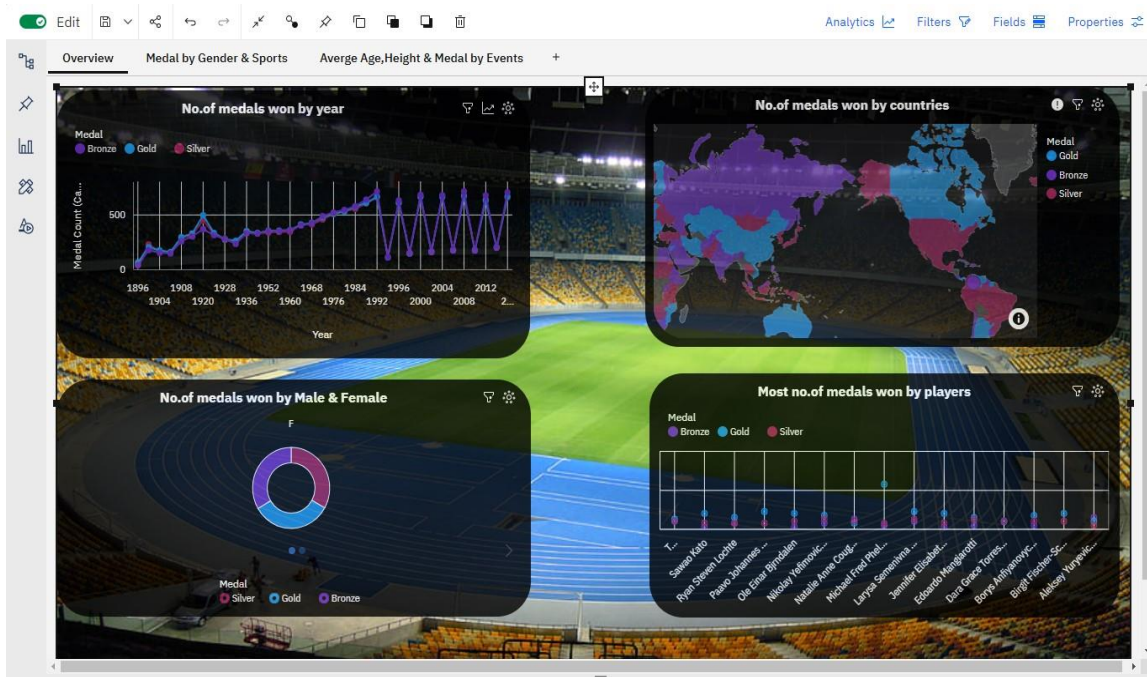 Edit
Analytics Filters Fields Properties
Overview Medal by Gender & Sports Averge Age,Height & Medal by Events +
No.of medals won by year
Medal
Bronze Gold Silver
Medal Count (Ca...
500
0
1896 1908 1928 1952 1968 1984 1996 2004 2012
1904 1920 1936 1960 1976 1992 2000 2008 2...
Year
No.of medals won by countries
Medal
Gold
Bronze
Silver
No.of medals won by Male & Female
F
Medal
Silver Gold Bronze
Most no.of medals won by players
Medal
Bronze Gold Silver
T...
Sawao Kato
Ryan Steven Lochte
Paavo Johannes ...
Ole Einar Bjrndalen
Nikolay Yefimovic...
Natalie Anne Coug...
Michael Fred Phel...
Larysa Semenivna ...
Jennifer Elisabet...
Edoardo Mangiarotti
Dara Grace Torres...
Borys Anfiyanovyc...
Birgit Fischer-Sc...
Aleksey Yuryevic...